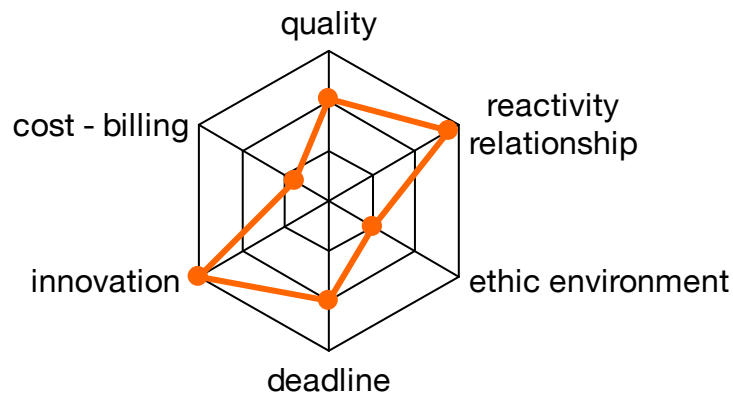 quality
reactivity
relationship
cost - billing
innovation
ethic environment
deadline